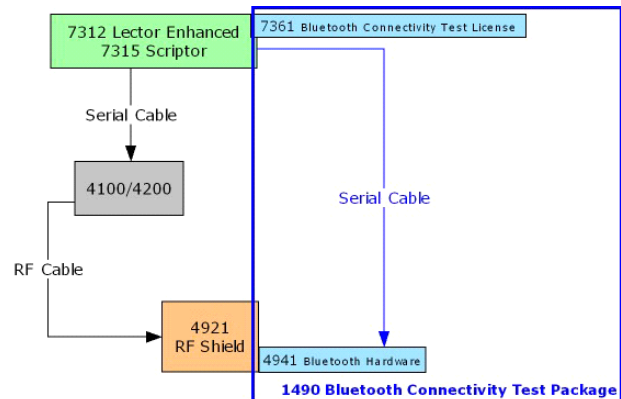 7312 Lector Enhanced
7315 Scriptor
7361 Bluetooth Connectivity Test License
Serial Cable
4100/4200
Serial Cable
RF Cable
4921
RF Shield
4941 Bluetooth Hardware
1490 Bluetooth Connectivity Test Package